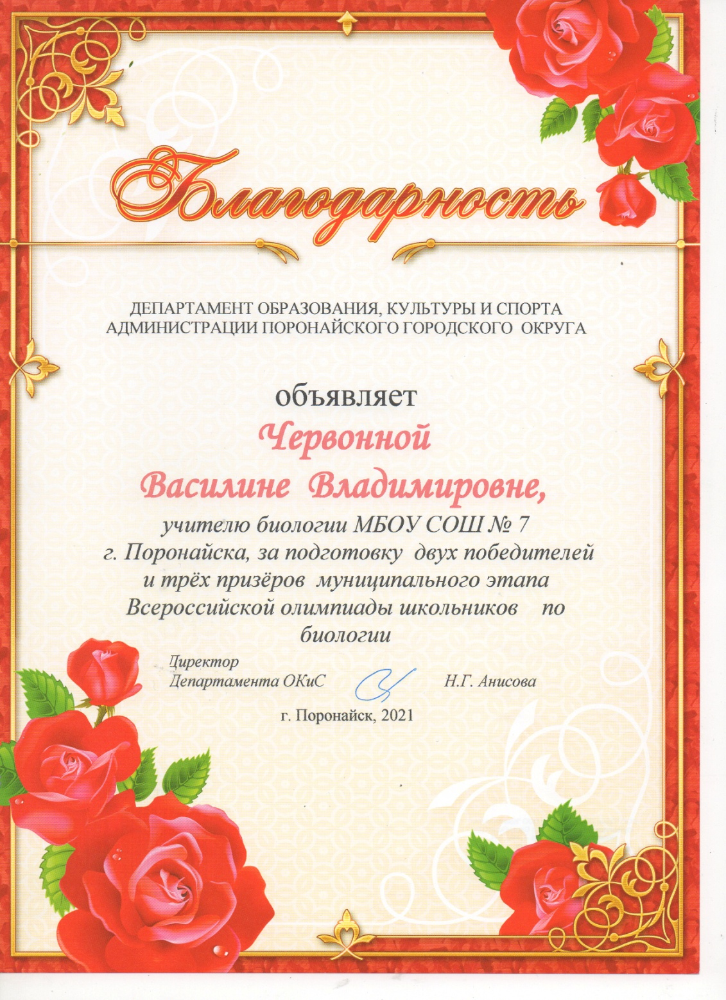 Благодарность
ДЕПАРТАМЕНТ ОБРАЗОВАНИЯ, КУЛЬТУРЫ И СПОРТА
АДМИНИСТРАЦИИ ПОРОНАЙСКОГО ГОРОДСКОГО ОКРУГА
объявляет
Червонной
Василине Владимировне,
учителю биологии МБОУ СОШ № 7
г. Поронайска, за подготовку двух победителей
и трёх призёров муниципального этапа
Всероссийской олимпиады школьников по
биологии
Директор
Департамента ОКиС Н.Г. Анисова
г. Поронайск, 2021